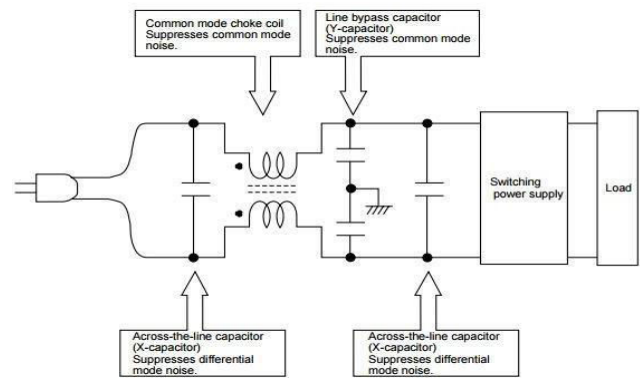 Common mode choke coil
Suppresses common mode
noise.
Line bypass capacitor
(Y-capacitor)
Suppresses common mode
noise.
Switching
power supply
Load
Across-the-line capacitor
(X-capacitor)
Suppresses differential
mode noise.
Across-the-line capacitor
(X-capacitor)
Suppresses differential
mode noise.